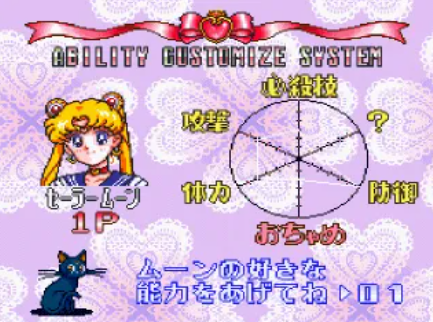 ABILITY CUSTOMIZE SYSTEM
必殺技
攻撃
?
体力
防御
おちゃめ
セーラームーン
1P
ムーンの好きな
能力をあげてね▶01